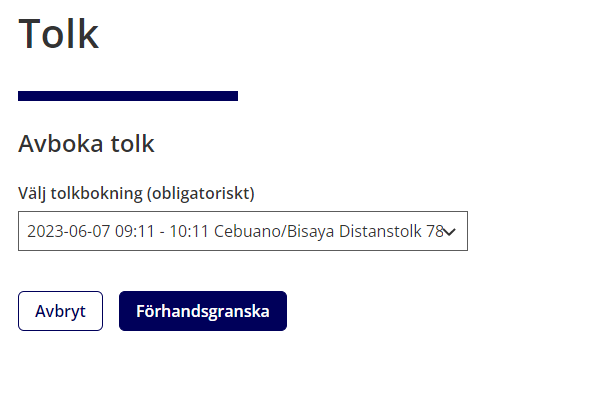 Tolk
Avboka tolk
Välj tolkbokning (obligatoriskt)
2023-06-07 09:11 - 10:11 Cebuano/Bisaya Distanstolk 78
Avbryt
Förhandsgranska